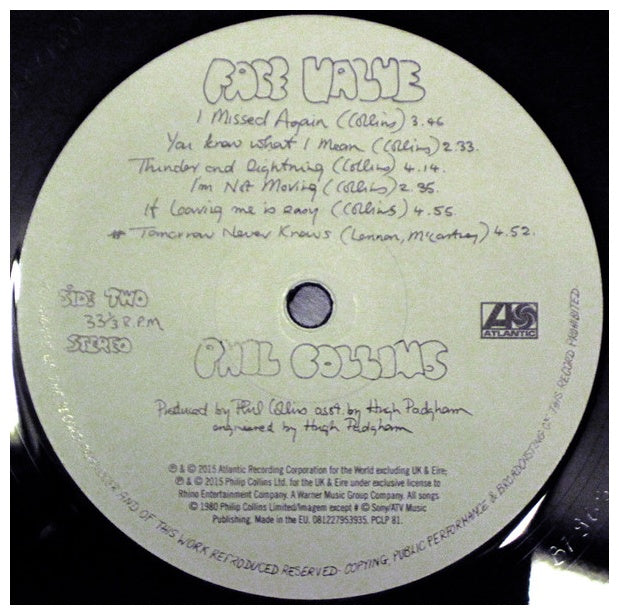 FACE VALUE
I Missed Again (Collins) 3.46
You know what I mean (Collins) 2.33.
Thunder and Lightning (Collins) 4.14.
I'm Not Moving (Collins) 2.35.
If leaving me is easy (Collins) 4.55
# Tomorrow Never Knows (Lennon, McCartney) 4.52.
SIDE TWO
33⅓ R.P.M
STEREO
ATLANTIC
PHIL COLLINS
Produced by Phil Collins asst. by Hugh Padgham
engineered by Hugh Padgham
℗ & © 2015 Atlantic Recording Corporation for the World excluding UK & Eire;
℗ & © 2015 Philip Collins Ltd. for the UK & Eire under exclusive license to
Rhino Entertainment Company. A Warner Music Group Company. All songs
© 1980 Philip Collins Limited/Imagem except # © Sony/ATV Music
Publishing. Made in the EU. 081227953935. PCLP 81.
AND OF THIS WORK REPRODUCED RESERVED - COPYING, PUBLIC PERFORMANCE & BROADCASTING OF THIS RECORD PROHIBITED